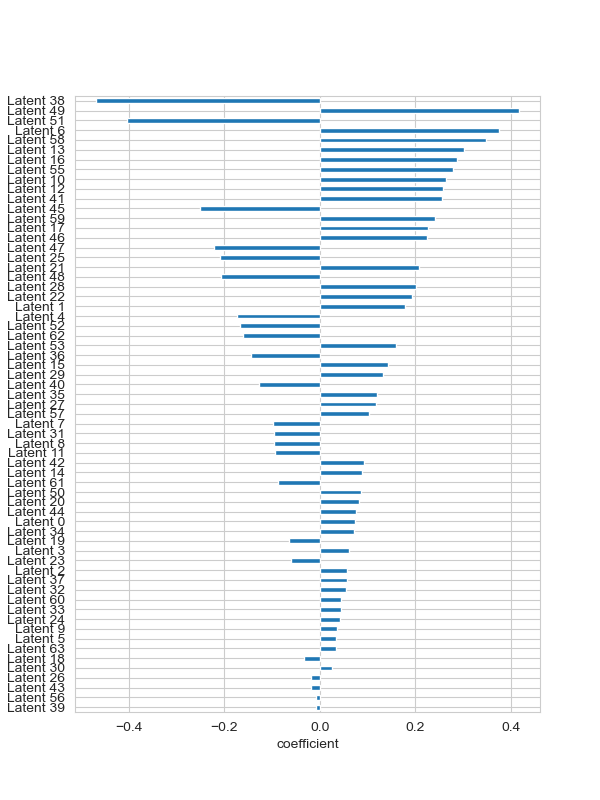 Latent 38
Latent 49
Latent 51
Latent 6
Latent 58
Latent 13
Latent 16
Latent 55
Latent 10
Latent 12
Latent 41
Latent 45
Latent 59
Latent 17
Latent 46
Latent 47
Latent 25
Latent 21
Latent 48
Latent 28
Latent 22
Latent 1
Latent 4
Latent 52
Latent 62
Latent 53
Latent 36
Latent 15
Latent 29
Latent 40
Latent 35
Latent 27
Latent 57
Latent 7
Latent 31
Latent 8
Latent 11
Latent 42
Latent 14
Latent 61
Latent 50
Latent 20
Latent 44
Latent 0
Latent 34
Latent 19
Latent 3
Latent 23
Latent 2
Latent 37
Latent 32
Latent 60
Latent 33
Latent 24
Latent 9
Latent 5
Latent 63
Latent 18
Latent 30
Latent 26
Latent 43
Latent 56
Latent 39
−0.4 −0.2 0.0 0.2 0.4
coefficient